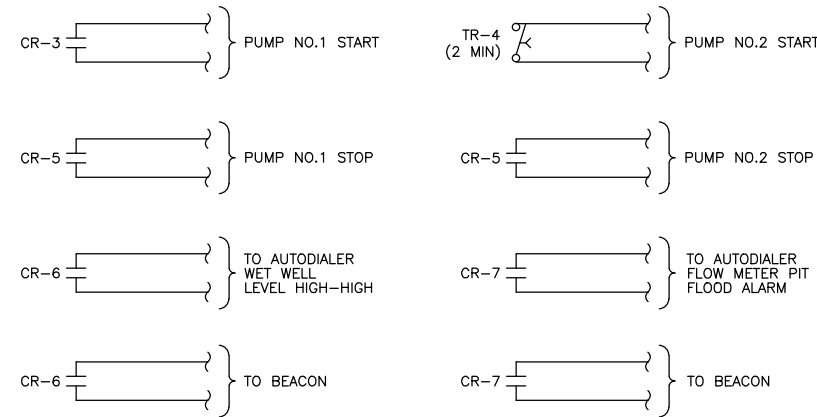 CR-3
PUMP NO.1 START
TR-4
(2 MIN)
PUMP NO.2 START
CR-5
PUMP NO.1 STOP
CR-5
PUMP NO.2 STOP
CR-6
TO AUTODIALER
WET WELL
LEVEL HIGH-HIGH
CR-7
TO AUTODIALER
FLOW METER PIT
FLOOD ALARM
CR-6
TO BEACON
CR-7
TO BEACON